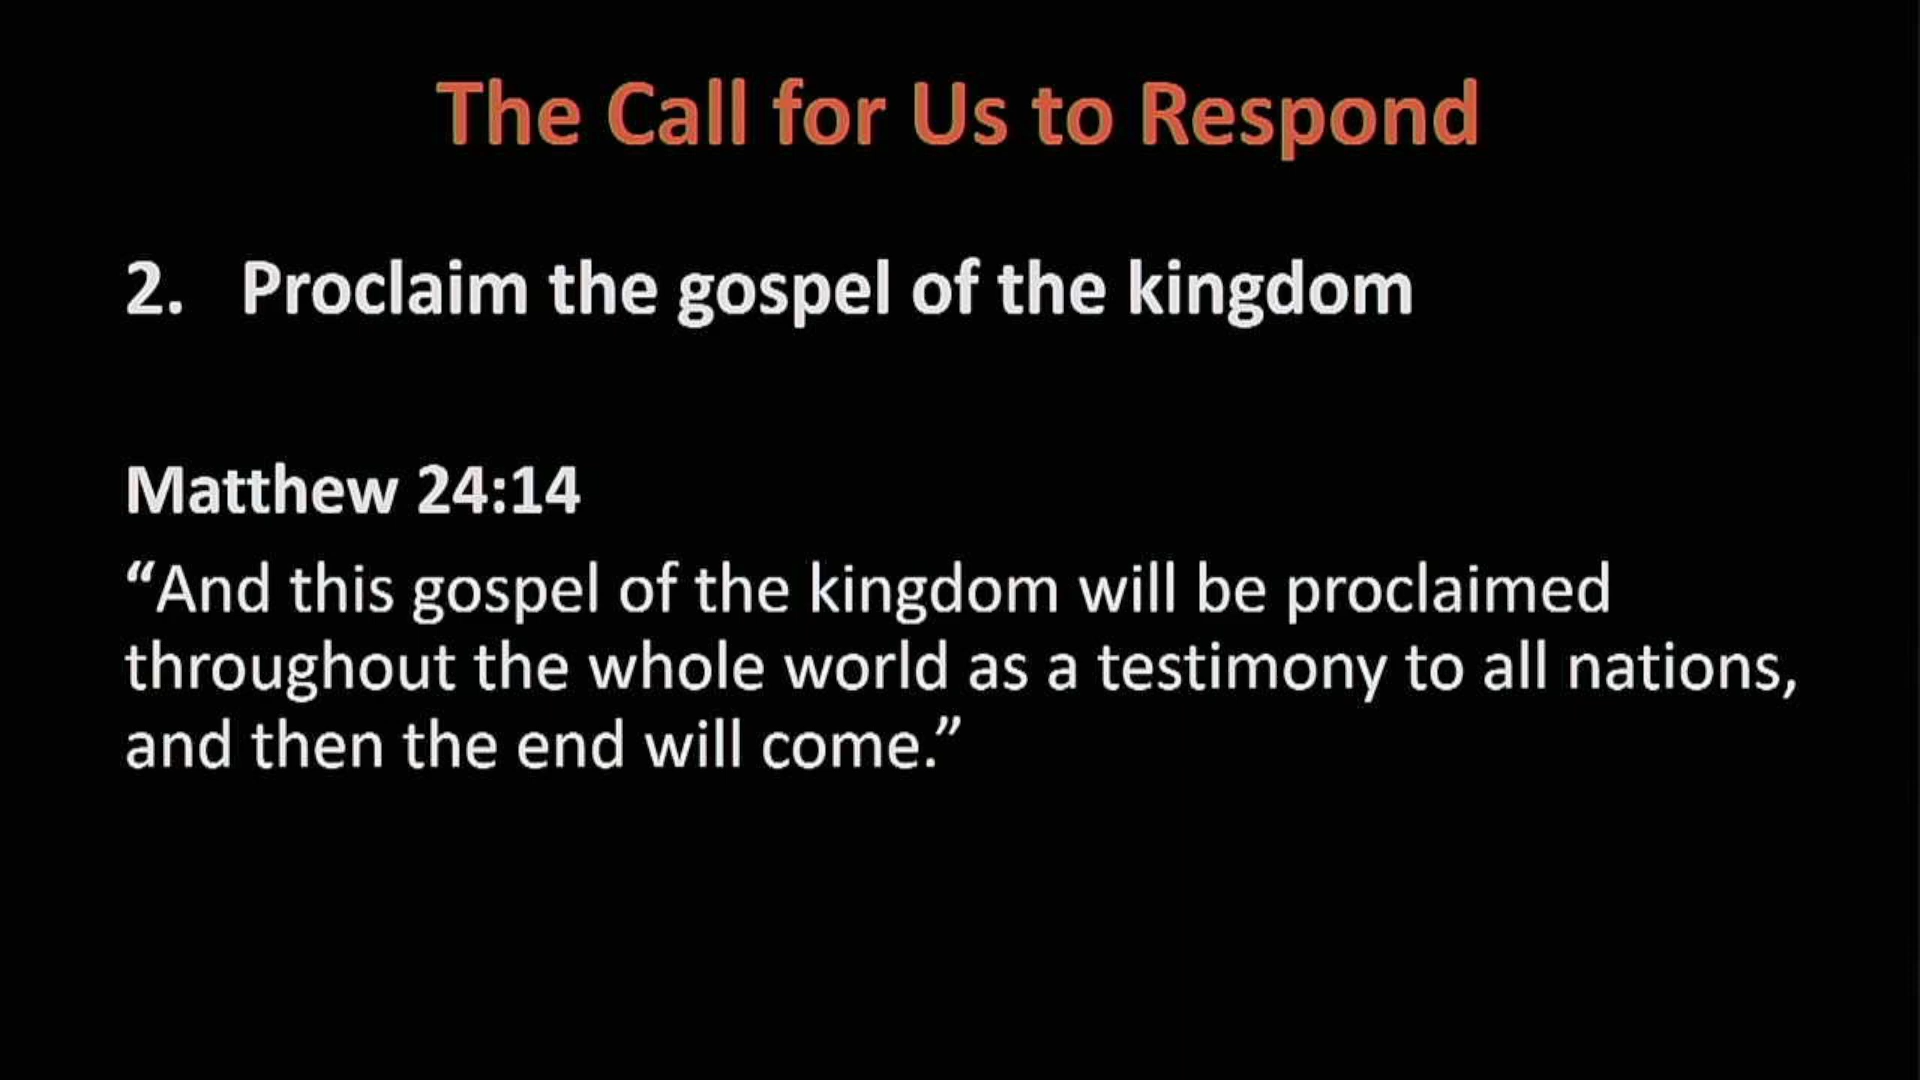 The Call for Us to Respond
2. Proclaim the gospel of the kingdom
Matthew 24:14
“And this gospel of the kingdom will be proclaimed
throughout the whole world as a testimony to all nations,
and then the end will come.”